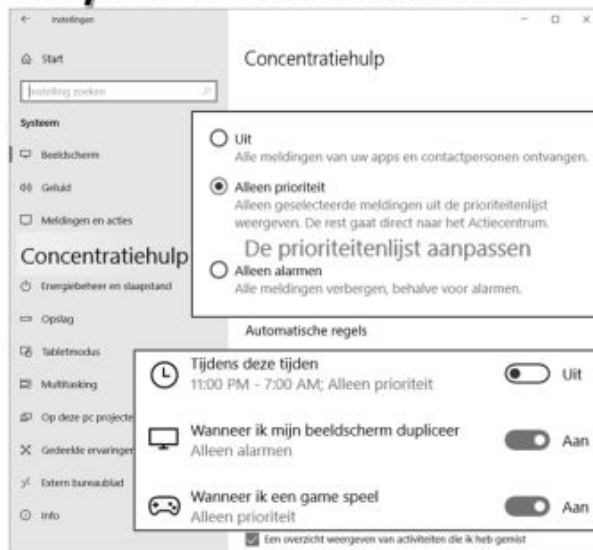 Instellingen
Start
Concentratiehulp
Instelling zoeken
Systeem
Beeldscherm
Geluid
Meldingen en acties
Concentratiehulp
Energiebeheer en slaapstand
Opslag
Tabletmodus
Multitasking
Op deze pc projecte
Gedeelde ervaringen
Extern bureaublad
Info
Uit
Alle meldingen van uw apps en contactpersonen ontvangen.
Alleen prioriteit
Alleen geselecteerde meldingen uit de prioriteitenlijst
weergeven. De rest gaat direct naar het Actiecentrum.
De prioriteitenlijst aanpassen
Alleen alarmen
Alle meldingen verbergen, behalve voor alarmen.
Automatische regels
Tijdens deze tijden
11:00 PM - 7:00 AM; Alleen prioriteit
Uit
Wanneer ik mijn beeldscherm dupliceer
Alleen alarmen
Aan
Wanneer ik een game speel
Alleen prioriteit
Aan
Een overzicht weergeven van activiteiten die ik heb gemist